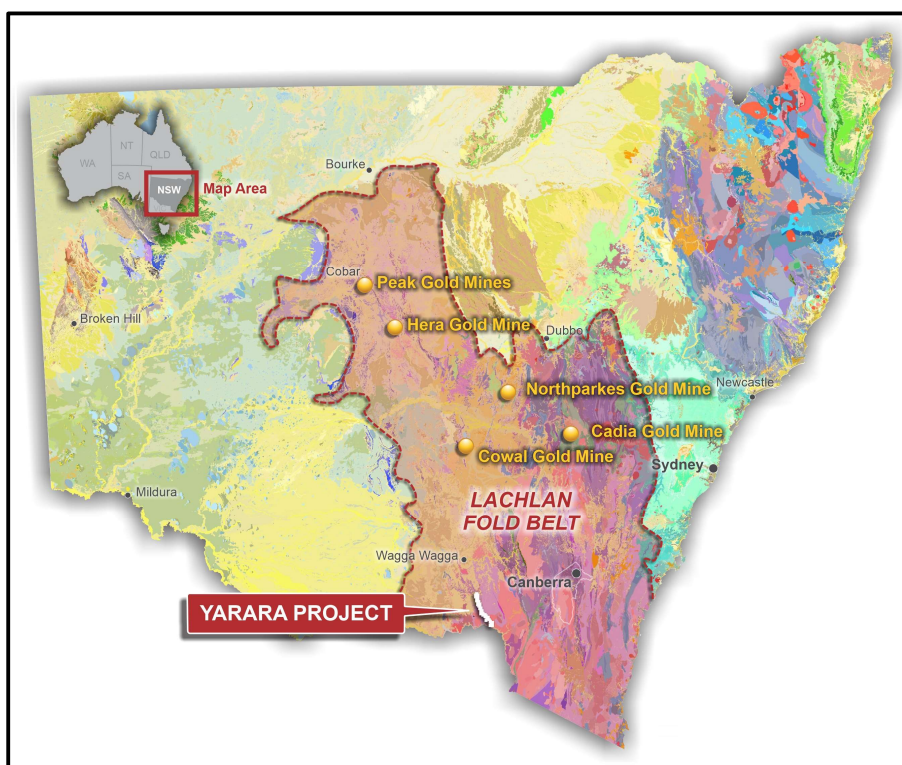 Bourke
WA
NT
QLD
SA
NSW
Map Area
Cobar
Peak Gold Mines
Broken Hill
Hera Gold Mine
Dubbo
Newcastle
Northparkes Gold Mine
Cadia Gold Mine
Cowal Gold Mine
Sydney
Mildura
LACHLAN
FOLD BELT
Wagga Wagga
Canberra
YARARA PROJECT